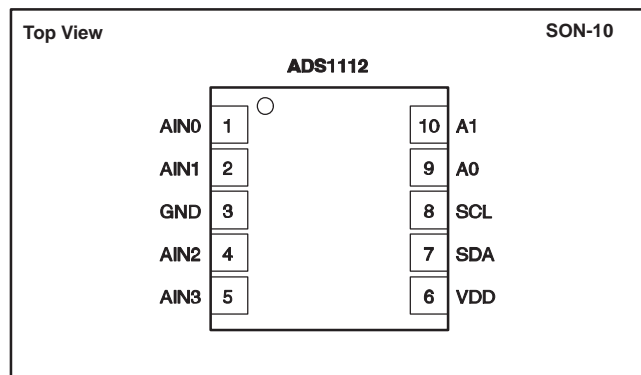 Top View SON-10
ADS1112
AIN0 1 10 A1
AIN1 2 9 A0
GND 3 8 SCL
AIN2 4 7 SDA
AIN3 5 6 VDD